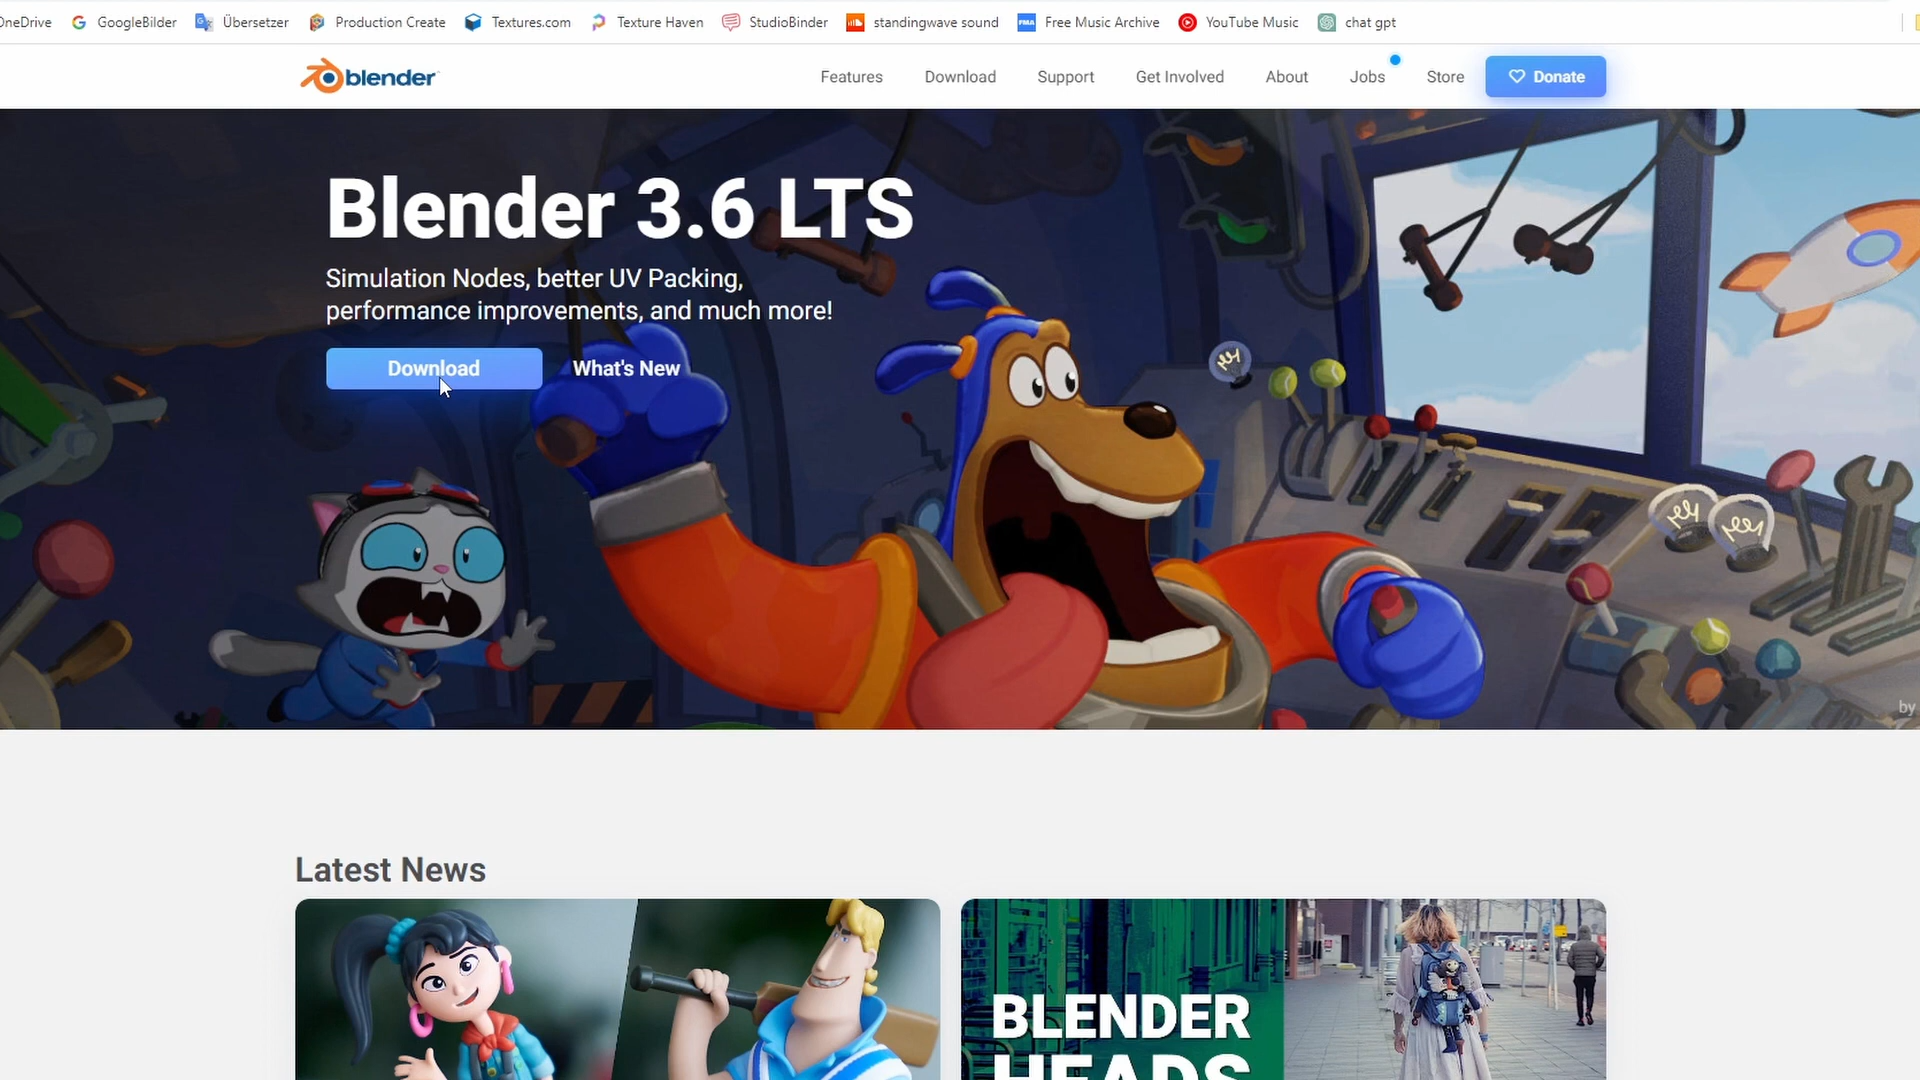 OneDrive GoogleBilder Übersetzer Production Create Textures.com Texture Haven StudioBinder standingwave sound Free Music Archive YouTube Music chat gpt
blender Features Download Support Get Involved About Jobs Store Donate
Blender 3.6 LTS
Simulation Nodes, better UV Packing,
performance improvements, and much more!
Download What's New
by
Latest News
BLENDER
HEADS